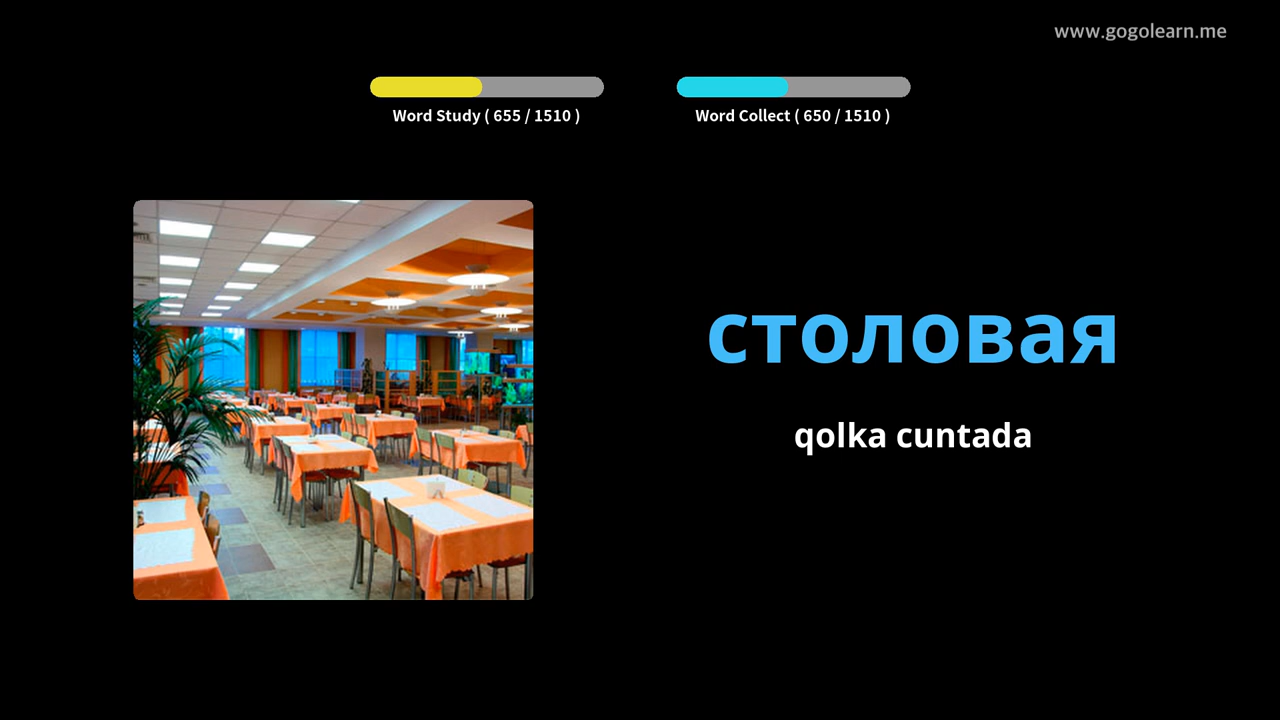 www.gogolearn.me
Word Study ( 655 / 1510 )
Word Collect ( 650 / 1510 )
столовая
qolka cuntada